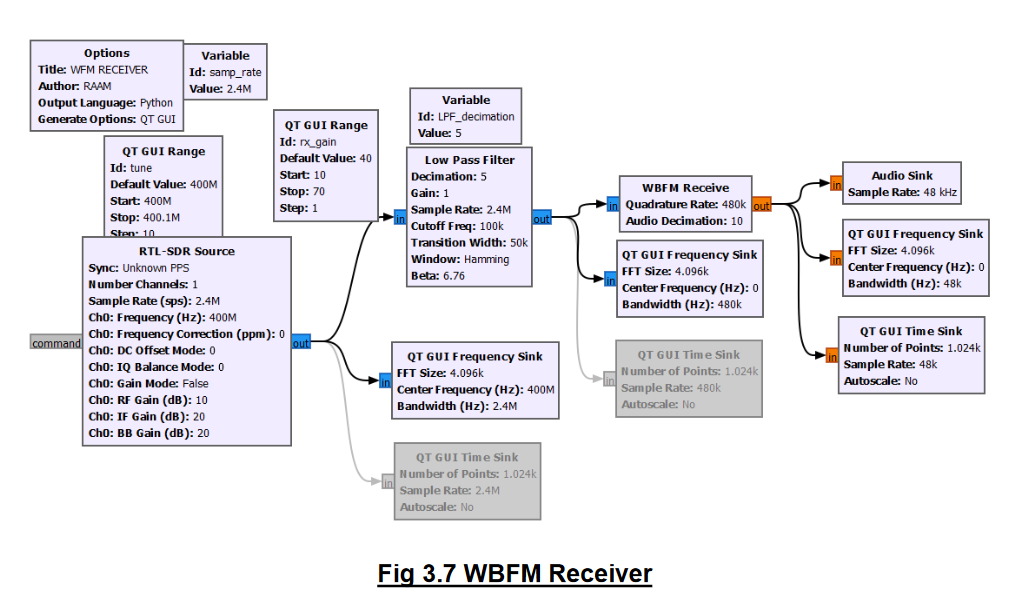 Options
Title: WFM RECEIVER
Author: RAAM
Output Language: Python
Generate Options: QT GUI
Variable
Id: samp_rate
Value: 2.4M
QT GUI Range
Id: tune
Default Value: 400M
Start: 400M
Stop: 400.1M
Step: 10
QT GUI Range
Id: rx_gain
Default Value: 40
Start: 10
Stop: 70
Step: 1
Variable
Id: LPF_decimation
Value: 5
RTL-SDR Source
Sync: Unknown PPS
Number Channels: 1
Sample Rate (sps): 2.4M
Ch0: Frequency (Hz): 400M
Ch0: Frequency Correction (ppm): 0
Ch0: DC Offset Mode: 0
Ch0: IQ Balance Mode: 0
Ch0: Gain Mode: False
Ch0: RF Gain (dB): 10
Ch0: IF Gain (dB): 20
Ch0: BB Gain (dB): 20
command
out
in
Low Pass Filter
Decimation: 5
Gain: 1
Sample Rate: 2.4M
Cutoff Freq: 100k
Transition Width: 50k
Window: Hamming
Beta: 6.76
out
in
QT GUI Frequency Sink
FFT Size: 4.096k
Center Frequency (Hz): 400M
Bandwidth (Hz): 2.4M
in
QT GUI Time Sink
Number of Points: 1.024k
Sample Rate: 2.4M
Autoscale: No
in
WBFM Receive
Quadrature Rate: 480k
Audio Decimation: 10
out
in
QT GUI Frequency Sink
FFT Size: 4.096k
Center Frequency (Hz): 0
Bandwidth (Hz): 480k
in
QT GUI Time Sink
Number of Points: 1.024k
Sample Rate: 480k
Autoscale: No
in
Audio Sink
Sample Rate: 48 kHz
in
QT GUI Frequency Sink
FFT Size: 4.096k
Center Frequency (Hz): 0
Bandwidth (Hz): 48k
in
QT GUI Time Sink
Number of Points: 1.024k
Sample Rate: 48k
Autoscale: No
Fig 3.7 WBFM Receiver